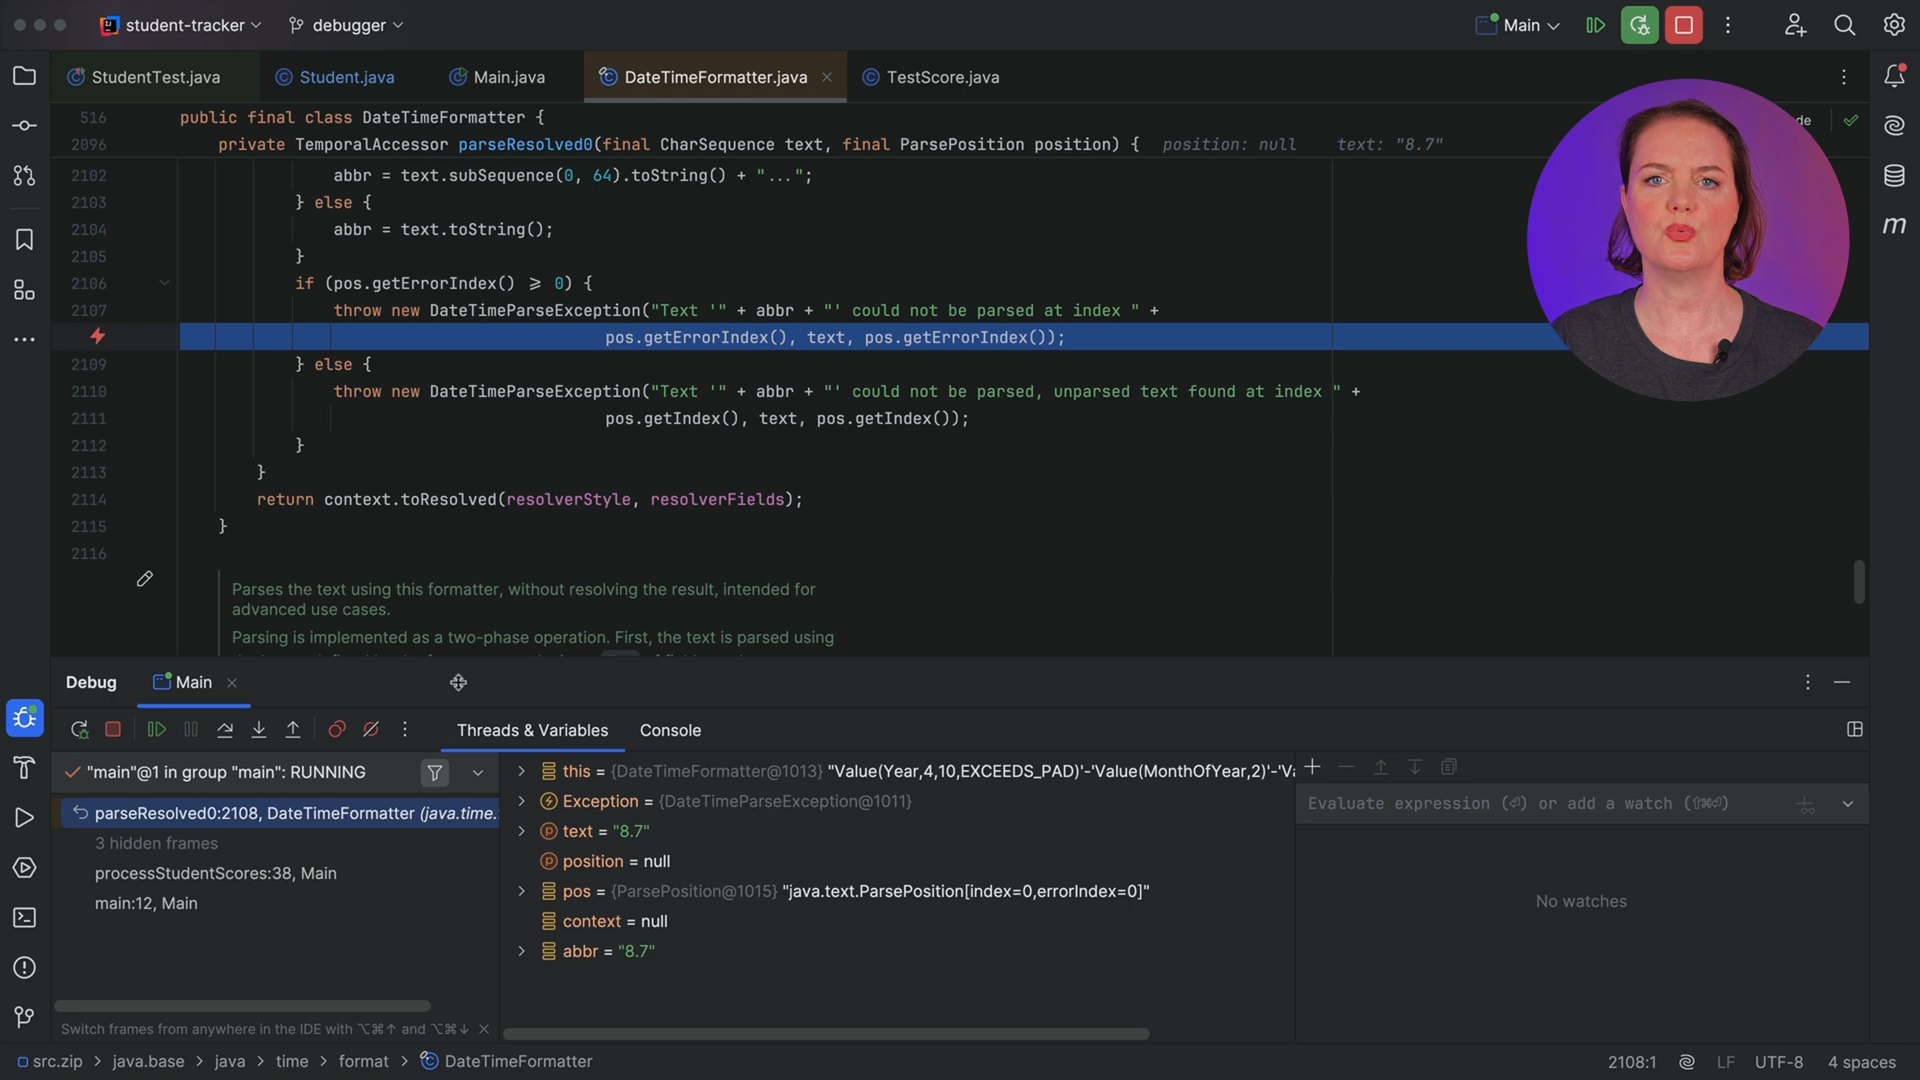 student-tracker
debugger
Main
StudentTest.java
Student.java
Main.java
DateTimeFormatter.java
TestScore.java
516 public final class DateTimeFormatter {
2096 private TemporalAccessor parseResolved0(final CharSequence text, final ParsePosition position) { position: null text: "8.7"
2102 abbr = text.subSequence(0, 64).toString() + "...";
2103 } else {
2104 abbr = text.toString();
2105 }
2106 if (pos.getErrorIndex() ⩾ 0) {
2107 throw new DateTimeParseException("Text '" + abbr + "' could not be parsed at index " +
pos.getErrorIndex(), text, pos.getErrorIndex());
2109 } else {
2110 throw new DateTimeParseException("Text '" + abbr + "' could not be parsed, unparsed text found at index " +
2111 pos.getIndex(), text, pos.getIndex());
2112 }
2113 }
2114 return context.toResolved(resolverStyle, resolverFields);
2115 }
2116
Parses the text using this formatter, without resolving the result, intended for
advanced use cases.
Parsing is implemented as a two-phase operation. First, the text is parsed using
m
Debug
Main
Threads & Variables
Console
"main"@1 in group "main": RUNNING
parseResolved0:2108, DateTimeFormatter (java.time.
3 hidden frames
processStudentScores:38, Main
main:12, Main
Switch frames from anywhere in the IDE with ⌥⌘↑ and ⌥⌘↓
this = {DateTimeFormatter@1013} "Value(Year,4,10,EXCEEDS_PAD)'-'Value(MonthOfYear,2)'-'Va
Exception = {DateTimeParseException@1011}
text = "8.7"
position = null
pos = {ParsePosition@1015} "java.text.ParsePosition[index=0,errorIndex=0]"
context = null
abbr = "8.7"
Evaluate expression (⏎) or add a watch (⇧⌘⏎)
No watches
src.zip > java.base > java > time > format > DateTimeFormatter
2108:1
LF
UTF-8
4 spaces